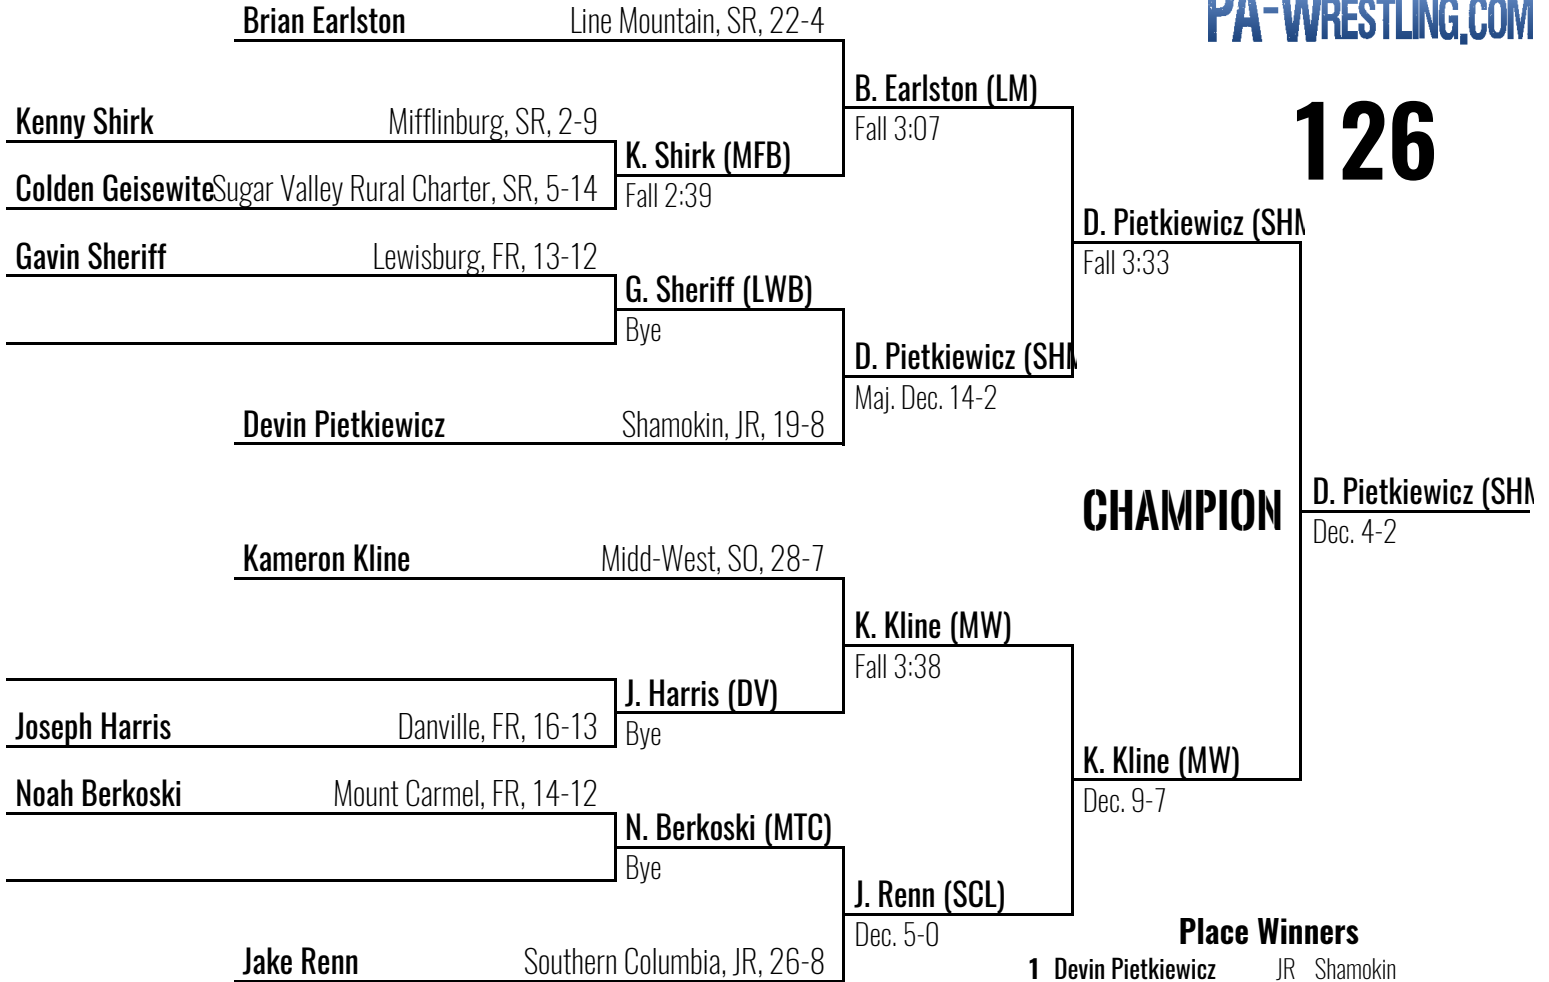 PA-WRESTLING.COM
Brian Earlston Line Mountain, SR, 22-4
B. Earlston (LM)
126
Kenny Shirk Mifflinburg, SR, 2-9
Fall 3:07
K. Shirk (MFB)
Colden Geisewite Sugar Valley Rural Charter, SR, 5-14
Fall 2:39
D. Pietkiewicz (SHM
Gavin Sheriff Lewisburg, FR, 13-12
Fall 3:33
G. Sheriff (LWB)
Bye
D. Pietkiewicz (SHM
Maj. Dec. 14-2
Devin Pietkiewicz Shamokin, JR, 19-8
CHAMPION
D. Pietkiewicz (SHM
Dec. 4-2
Kameron Kline Midd-West, SO, 28-7
K. Kline (MW)
Fall 3:38
J. Harris (DV)
Joseph Harris Danville, FR, 16-13
Bye
K. Kline (MW)
Noah Berkoski Mount Carmel, FR, 14-12
Dec. 9-7
N. Berkoski (MTC)
Bye
J. Renn (SCL)
Dec. 5-0
Place Winners
Jake Renn Southern Columbia, JR, 26-8
1 Devin Pietkiewicz JR Shamokin